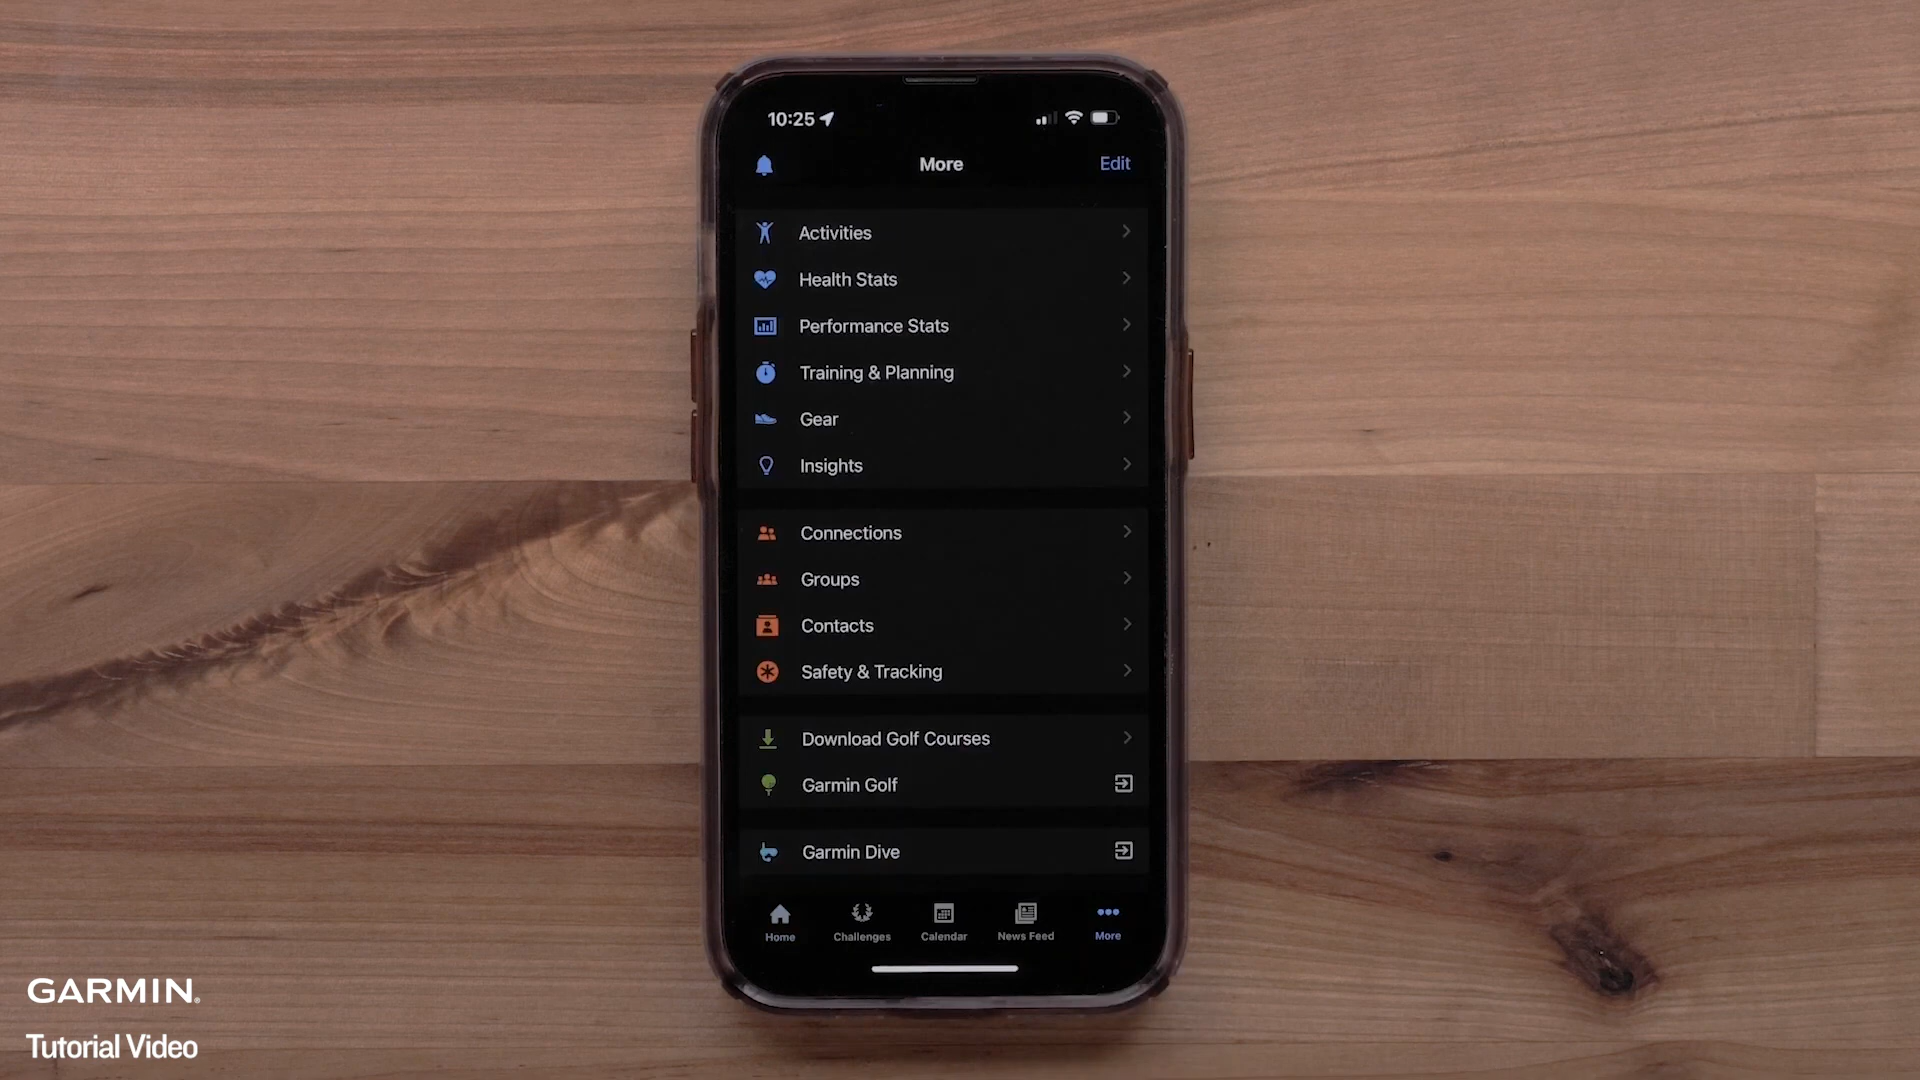 10:25
More
Edit
Activities
Health Stats
Performance Stats
Training & Planning
Gear
Insights
Connections
Groups
Contacts
Safety & Tracking
Download Golf Courses
Garmin Golf
Garmin Dive
Home
Challenges
Calendar
News Feed
More
GARMIN®
Tutorial Video